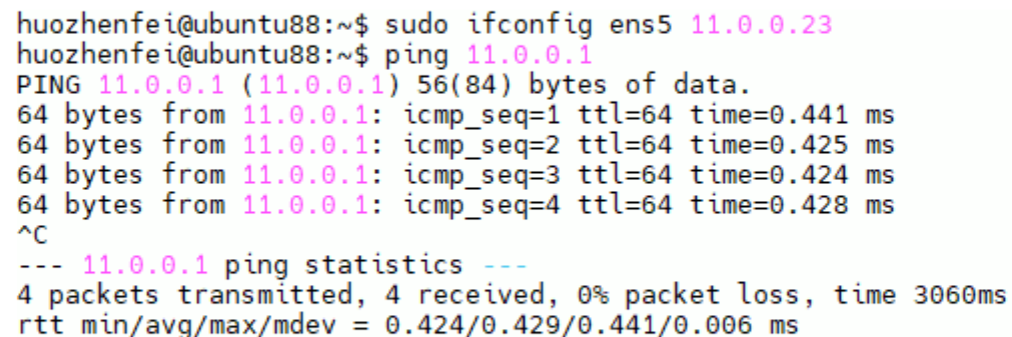 huozhenfei@ubuntu88:~$ sudo ifconfig ens5 11.0.0.23
huozhenfei@ubuntu88:~$ ping 11.0.0.1
PING 11.0.0.1 (11.0.0.1) 56(84) bytes of data.
64 bytes from 11.0.0.1: icmp_seq=1 ttl=64 time=0.441 ms
64 bytes from 11.0.0.1: icmp_seq=2 ttl=64 time=0.425 ms
64 bytes from 11.0.0.1: icmp_seq=3 ttl=64 time=0.424 ms
64 bytes from 11.0.0.1: icmp_seq=4 ttl=64 time=0.428 ms
^C
--- 11.0.0.1 ping statistics ---
4 packets transmitted, 4 received, 0% packet loss, time 3060ms
rtt min/avg/max/mdev = 0.424/0.429/0.441/0.006 ms